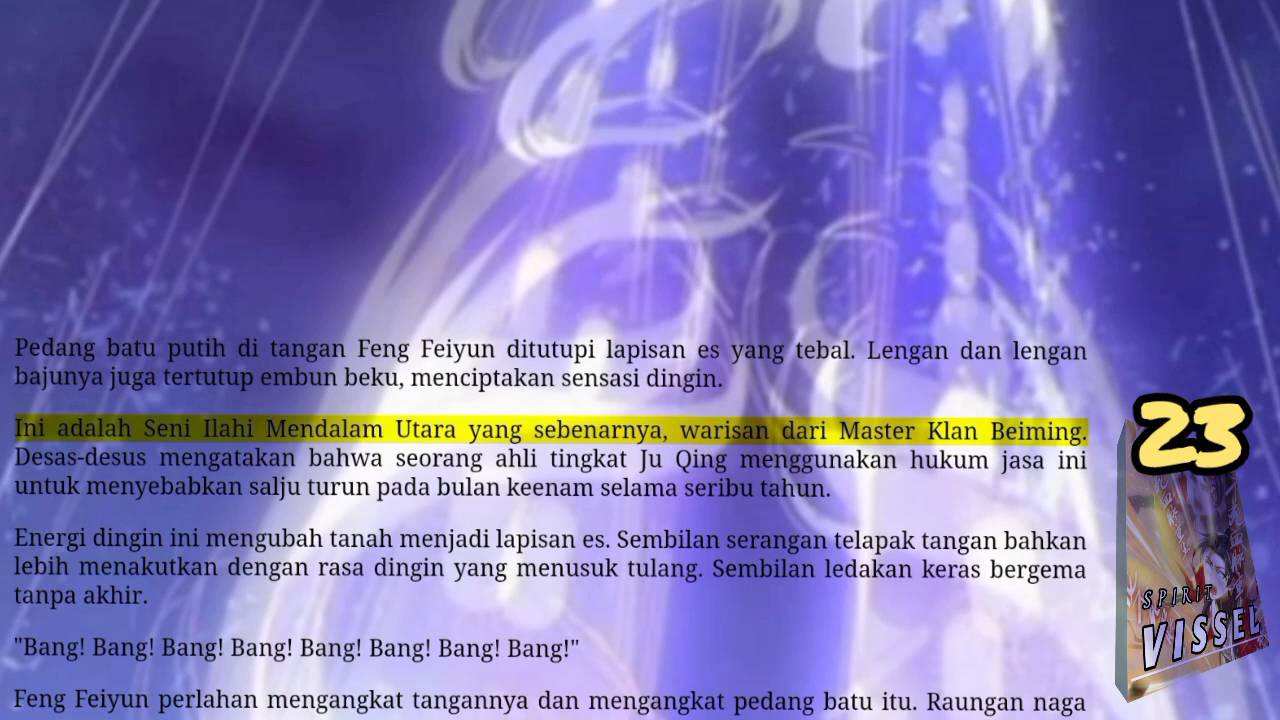 Pedang batu putih di tangan Feng Feiyun ditutupi lapisan es yang tebal. Lengan dan lengan
bajunya juga tertutup embun beku, menciptakan sensasi dingin.
Ini adalah Seni Ilahi Mendalam Utara yang sebenarnya, warisan dari Master Klan Beiming.
Desas-desus mengatakan bahwa seorang ahli tingkat Ju Qing menggunakan hukum jasa ini
untuk menyebabkan salju turun pada bulan keenam selama seribu tahun.
Energi dingin ini mengubah tanah menjadi lapisan es. Sembilan serangan telapak tangan bahkan
lebih menakutkan dengan rasa dingin yang menusuk tulang. Sembilan ledakan keras bergema
tanpa akhir.
"Bang! Bang! Bang! Bang! Bang! Bang! Bang! Bang!"
Feng Feiyun perlahan mengangkat tangannya dan mengangkat pedang batu itu. Raungan naga
23
SPIRIT
VISSEL